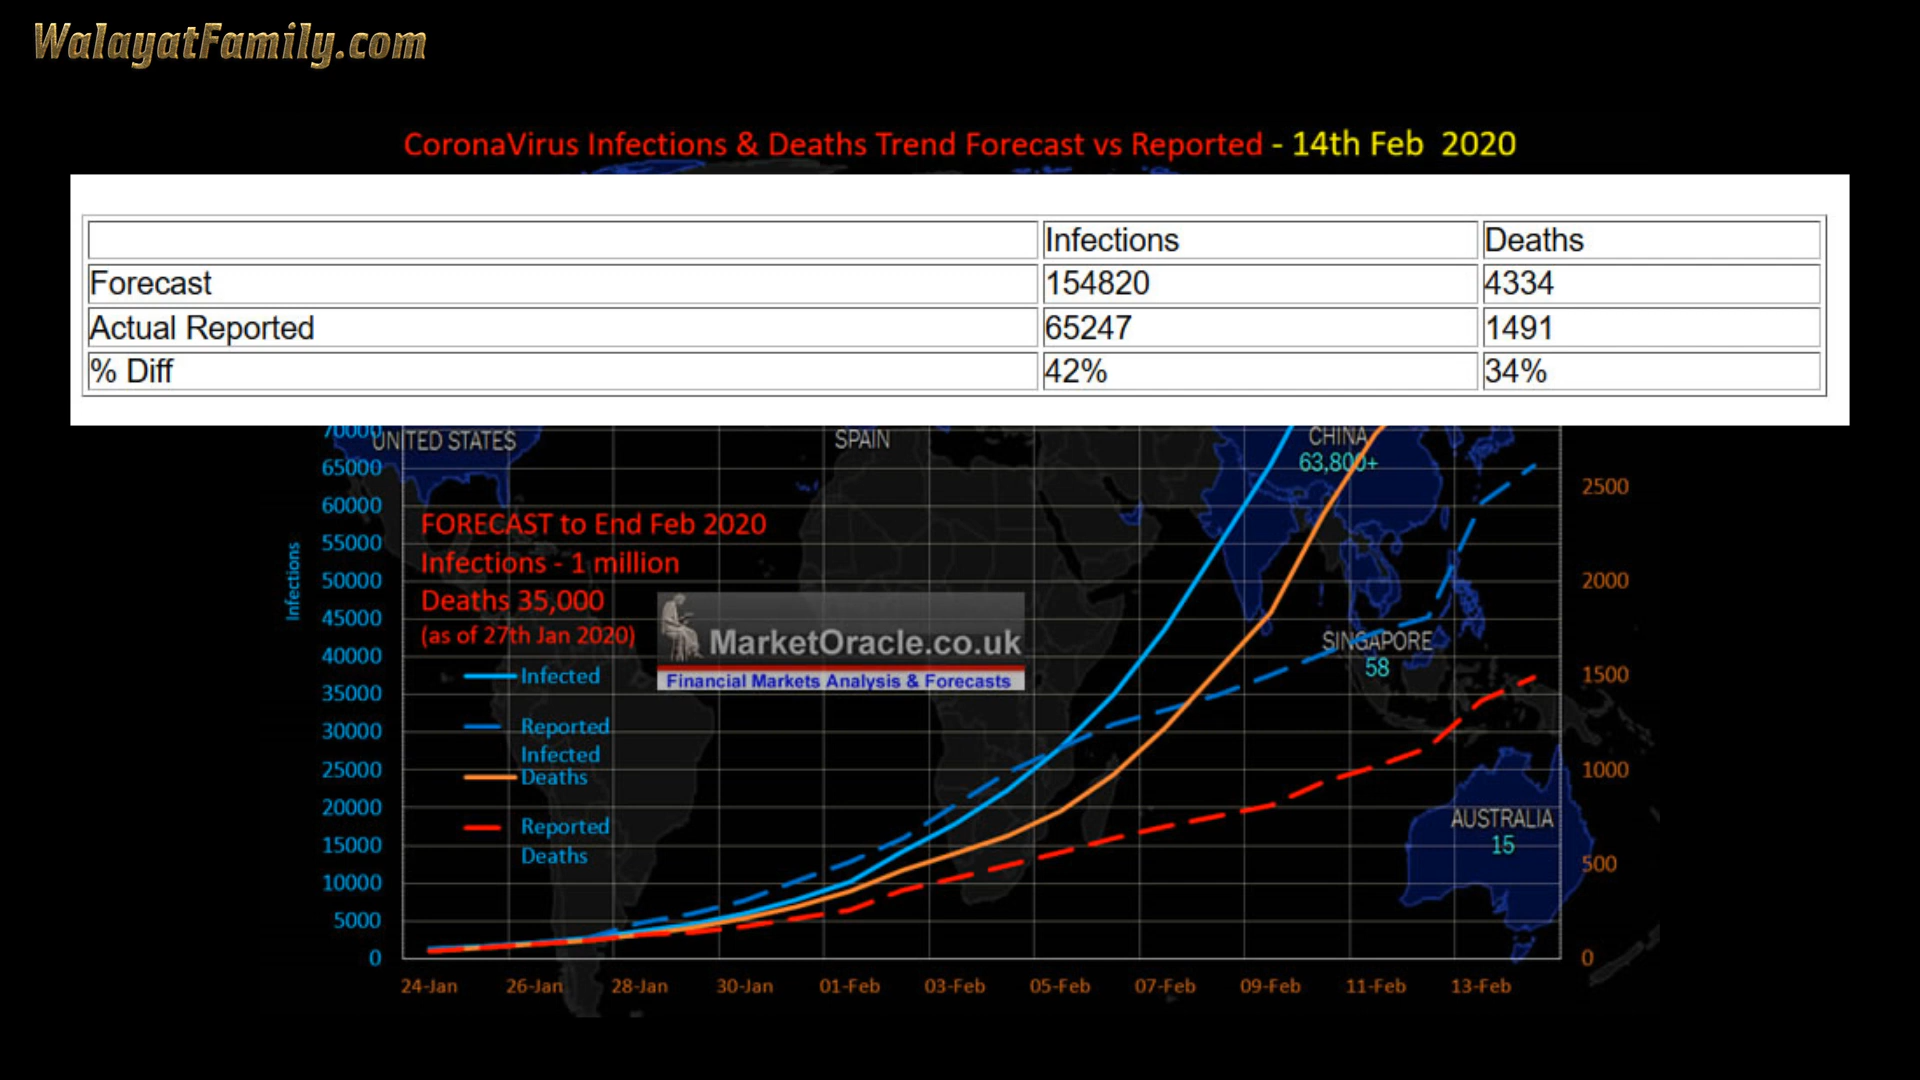 WalayatFamily.com
CoronaVirus Infections & Deaths Trend Forecast vs Reported - 14th Feb 2020
Infections Deaths
Forecast 154820 4334
Actual Reported 65247 1491
% Diff 42% 34%
70000
UNITED STATES
SPAIN
CHINA
63,800+
65000
2500
60000
FORECAST to End Feb 2020
55000
Infections - 1 million
50000
2000
Deaths 35,000
45000
(as of 27th Jan 2020)
MarketOracle.co.uk
Financial Markets Analysis & Forecasts
SINGAPORE
58
40000
Infections
Infected
35000
1500
30000
Reported
Infected
25000
Deaths
1000
20000
Reported
Deaths
AUSTRALIA
15
15000
500
10000
5000
0
0
24-Jan 26-Jan 28-Jan 30-Jan 01-Feb 03-Feb 05-Feb 07-Feb 09-Feb 11-Feb 13-Feb